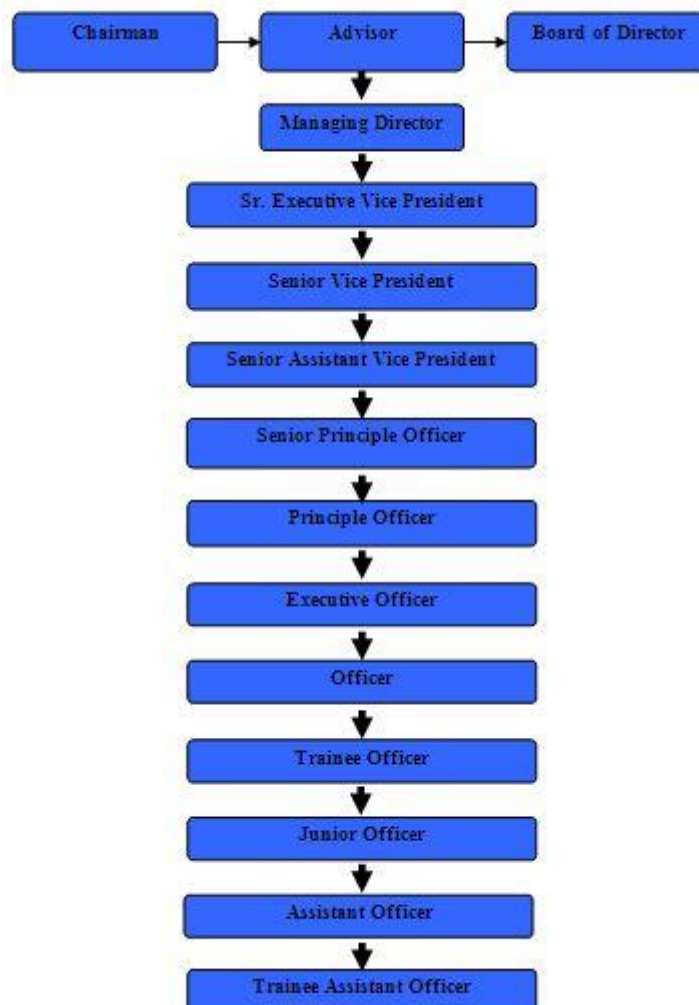 Chairman
Advisor
Board of Director
Managing Director
Sr. Executive Vice President
Senior Vice President
Senior Assistant Vice President
Senior Principle Officer
Principle Officer
Executive Officer
Officer
Trainee Officer
Junior Officer
Assistant Officer
Trainee Assistant Officer